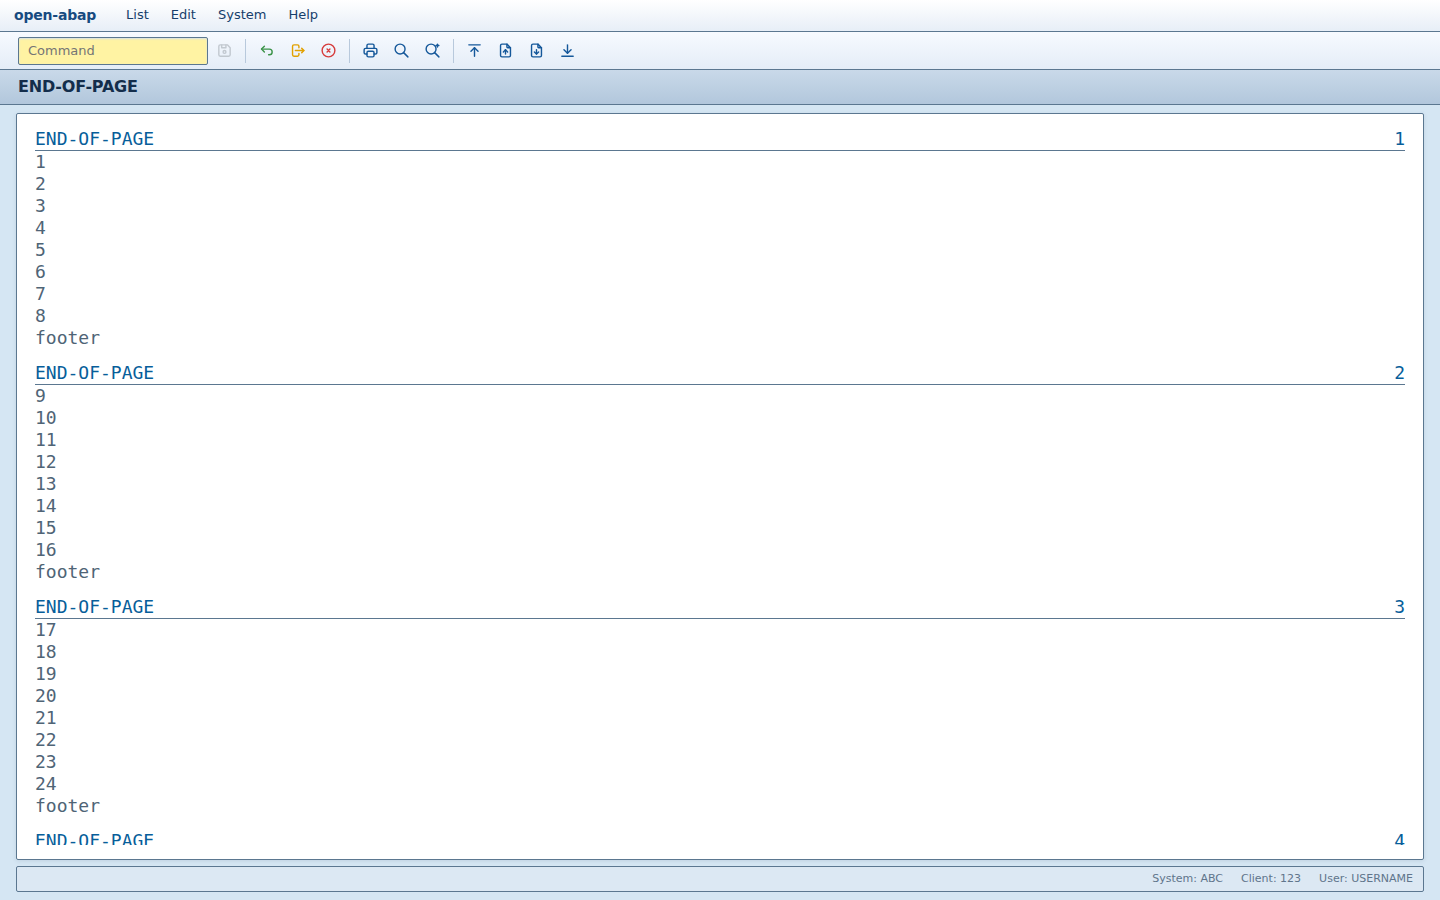 open-abap List Edit System Help
Command
END-OF-PAGE
END-OF-PAGE 1
1
2
3
4
5
6
7
8
footer
END-OF-PAGE 2
9
10
11
12
13
14
15
16
footer
END-OF-PAGE 3
17
18
19
20
21
22
23
24
footer
END-OF-PAGE 4
System: ABC Client: 123 User: USERNAME